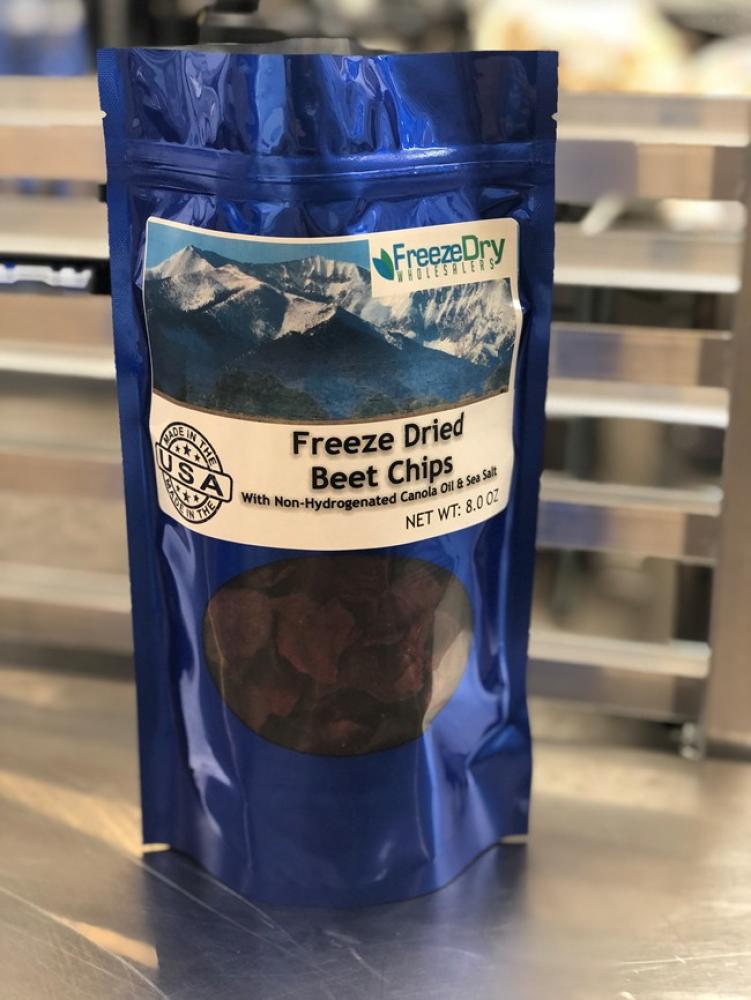 FreezeDry
WHOLESALERS
Freeze Dried
Beet Chips
With Non-Hydrogenated Canola Oil & Sea Salt
NET WT: 8.0 OZ
MADE IN THE
USA
MADE IN THE